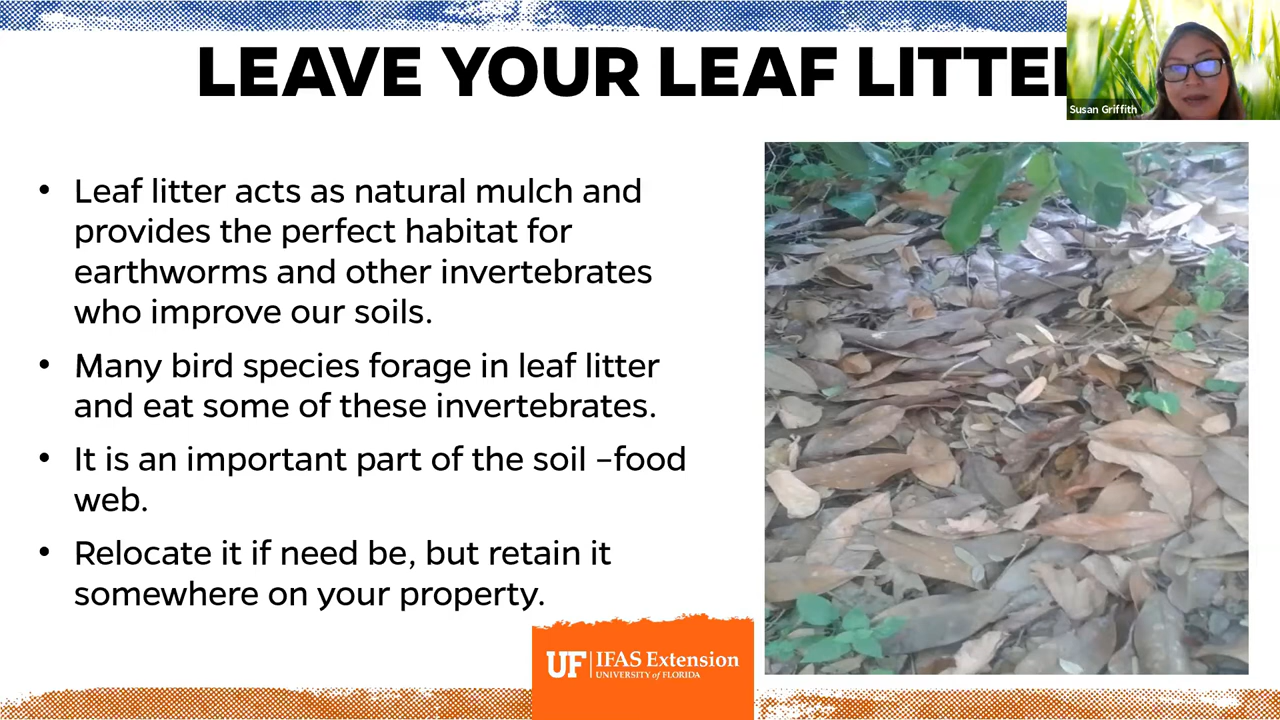 LEAVE YOUR LEAF LITTE
Susan Griffith
• Leaf litter acts as natural mulch and
provides the perfect habitat for
earthworms and other invertebrates
who improve our soils.
• Many bird species forage in leaf litter
and eat some of these invertebrates.
• It is an important part of the soil –food
web.
• Relocate it if need be, but retain it
somewhere on your property.
UF IFAS Extension
UNIVERSITY of FLORIDA